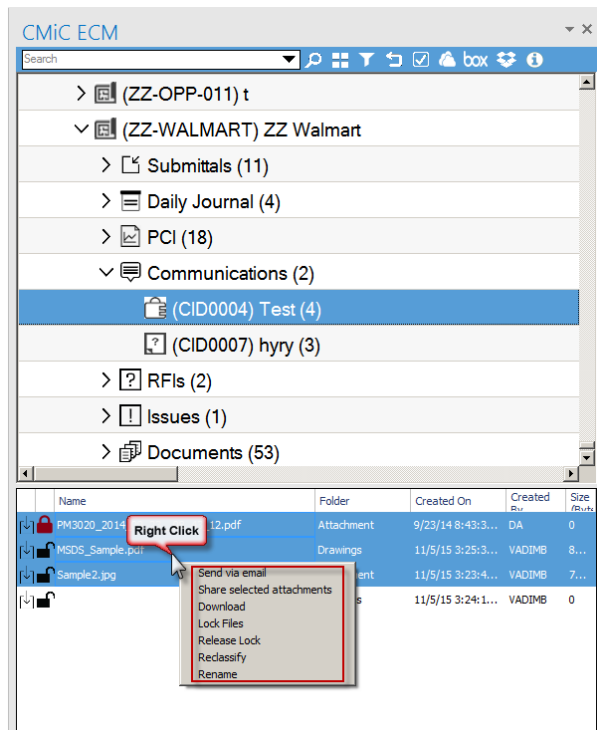 CMiC ECM
Search
box
(ZZ-OPP-011) t
(ZZ-WALMART) ZZ Walmart
Submittals (11)
Daily Journal (4)
PCI (18)
Communications (2)
(CID0004) Test (4)
(CID0007) hyry (3)
RFIs (2)
Issues (1)
Documents (53)
Name Folder Created On Created By Size (Byt
PM3020_2014 12.pdf Attachment 9/23/14 8:43:3... DA 0
Right Click
MSDS_Sample.pdf Drawings 11/5/15 3:25:3... VADIMB 8...
Sample2.jpg ent 11/5/15 3:23:4... VADIMB 7...
s 11/5/15 3:24:1... VADIMB 0
Send via email
Share selected attachments
Download
Lock Files
Release Lock
Reclassify
Rename